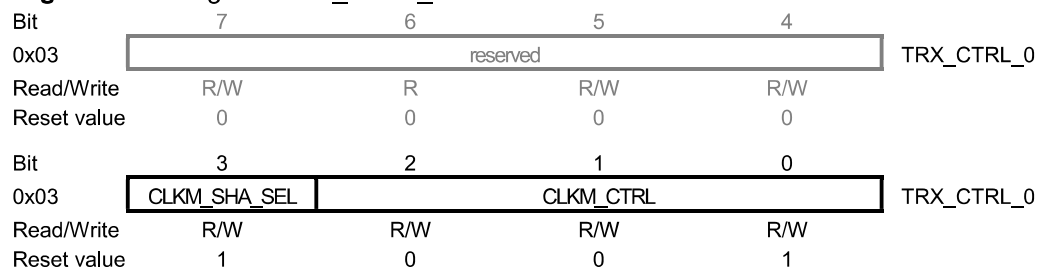 Bit 7 6 5 4
0x03 reserved TRX_CTRL_0
Read/Write R/W R R/W R/W
Reset value 0 0 0 0
Bit 3 2 1 0
0x03 CLKM_SHA_SEL CLKM_CTRL TRX_CTRL_0
Read/Write R/W R/W R/W R/W
Reset value 1 0 0 1